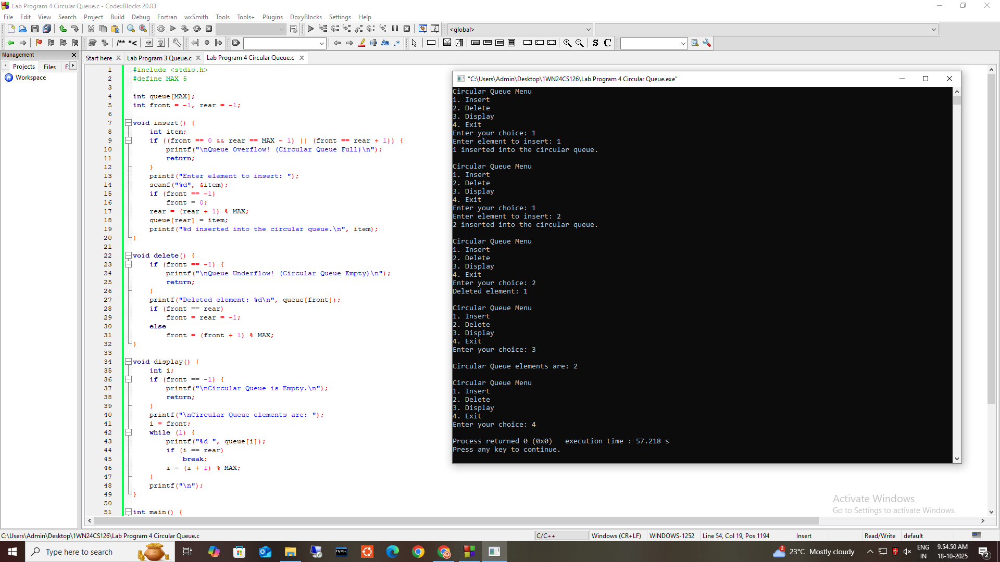 Lab Program 4 Circular Queue.c - Code::Blocks 20.03
File Edit View Search Project Build Debug Fortran wxSmith Tools Tools+ Plugins DoxyBlocks Settings Help
<global>
/** *<
Aa .*
S C
Management
Projects Files
Workspace
Start here Lab Program 3 Queue.c Lab Program 4 Circular Queue.c
1 #include <stdio.h>
2 #define MAX 5
3
4 int queue[MAX];
5 int front = -1, rear = -1;
6
7 void insert() {
8 int item;
9 if ((front == 0 && rear == MAX - 1) || (front == rear + 1)) {
10 printf("\nQueue Overflow! (Circular Queue Full)\n");
11 return;
12 }
13 printf("Enter element to insert: ");
14 scanf("%d", &item);
15 if (front == -1)
16 front = 0;
17 rear = (rear + 1) % MAX;
18 queue[rear] = item;
19 printf("%d inserted into the circular queue.\n", item);
20 }
21
22 void delete() {
23 if (front == -1) {
24 printf("\nQueue Underflow! (Circular Queue Empty)\n");
25 return;
26 }
27 printf("Deleted element: %d\n", queue[front]);
28 if (front == rear)
29 front = rear = -1;
30 else
31 front = (front + 1) % MAX;
32 }
33
34 void display() {
35 int i;
36 if (front == -1) {
37 printf("\nCircular Queue is Empty.\n");
38 return;
39 }
40 printf("\nCircular Queue elements are: ");
41 i = front;
42 while (1) {
43 printf("%d ", queue[i]);
44 if (i == rear)
45 break;
46 i = (i + 1) % MAX;
47 }
48 printf("\n");
49 }
50
51 int main() {
"C:\Users\Admin\Desktop\1WN24CS126\Lab Program 4 Circular Queue.exe"
Circular Queue Menu
1. Insert
2. Delete
3. Display
4. Exit
Enter your choice: 1
Enter element to insert: 1
1 inserted into the circular queue.
Circular Queue Menu
1. Insert
2. Delete
3. Display
4. Exit
Enter your choice: 1
Enter element to insert: 2
2 inserted into the circular queue.
Circular Queue Menu
1. Insert
2. Delete
3. Display
4. Exit
Enter your choice: 2
Deleted element: 1
Circular Queue Menu
1. Insert
2. Delete
3. Display
4. Exit
Enter your choice: 3
Circular Queue elements are: 2
Circular Queue Menu
1. Insert
2. Delete
3. Display
4. Exit
Enter your choice: 4
Process returned 0 (0x0) execution time : 57.218 s
Press any key to continue.
Activate Windows
Go to Settings to activate Windows.
C:\Users\Admin\Desktop\1WN24CS126\Lab Program 4 Circular Queue.c C/C++ Windows (CR+LF) WINDOWS-1252 Line 54, Col 19, Pos 1194 Insert Read/Write default
Type here to search
2 23°C Mostly cloudy ENG IN 9.54.50 AM 18-10-2025 2